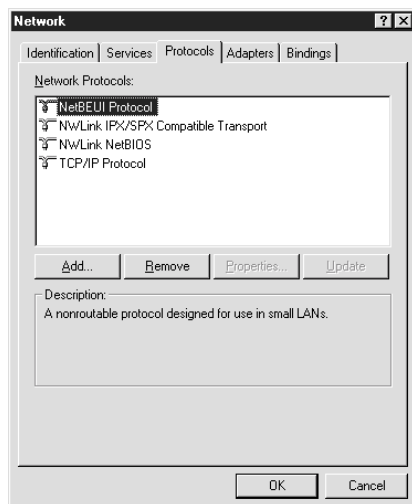 Network
Identification Services Protocols Adapters Bindings
Network Protocols:
NetBEUI Protocol
NWLink IPX/SPX Compatible Transport
NWLink NetBIOS
TCP/IP Protocol
Add... Remove Properties... Update
Description:
A nonroutable protocol designed for use in small LANs.
OK Cancel